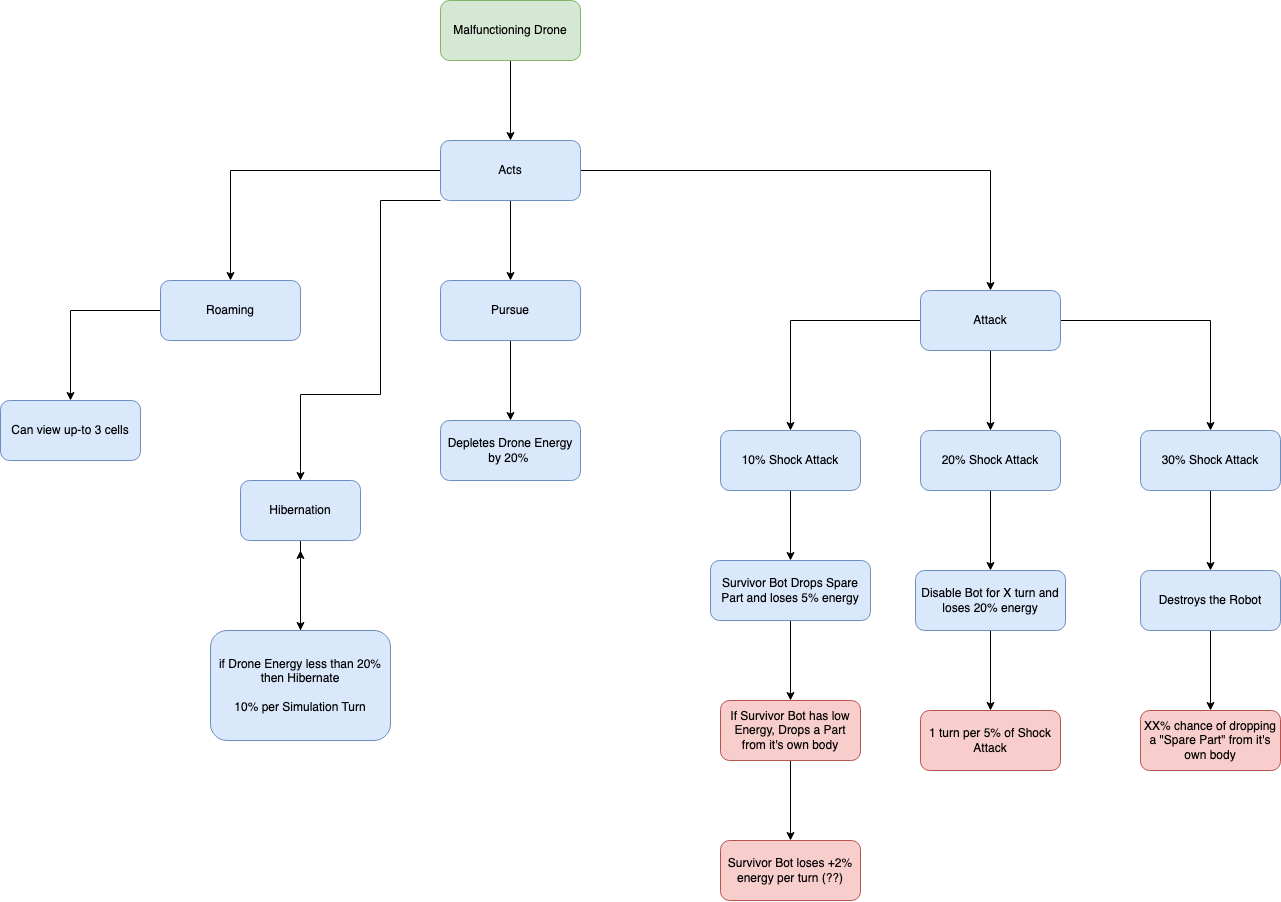 Malfunctioning Drone
Acts
Roaming
Pursue
Attack
Can view up-to 3 cells
Depletes Drone Energy
by 20%
10% Shock Attack
20% Shock Attack
30% Shock Attack
Hibernation
Survivor Bot Drops Spare
Part and loses 5% energy
Disable Bot for X turn and
loses 20% energy
Destroys the Robot
if Drone Energy less than 20%
then Hibernate
10% per Simulation Turn
If Survivor Bot has low
Energy, Drops a Part
from it's own body
1 turn per 5% of Shock
Attack
XX% chance of dropping
a "Spare Part" from it's
own body
Survivor Bot loses +2%
energy per turn (??)